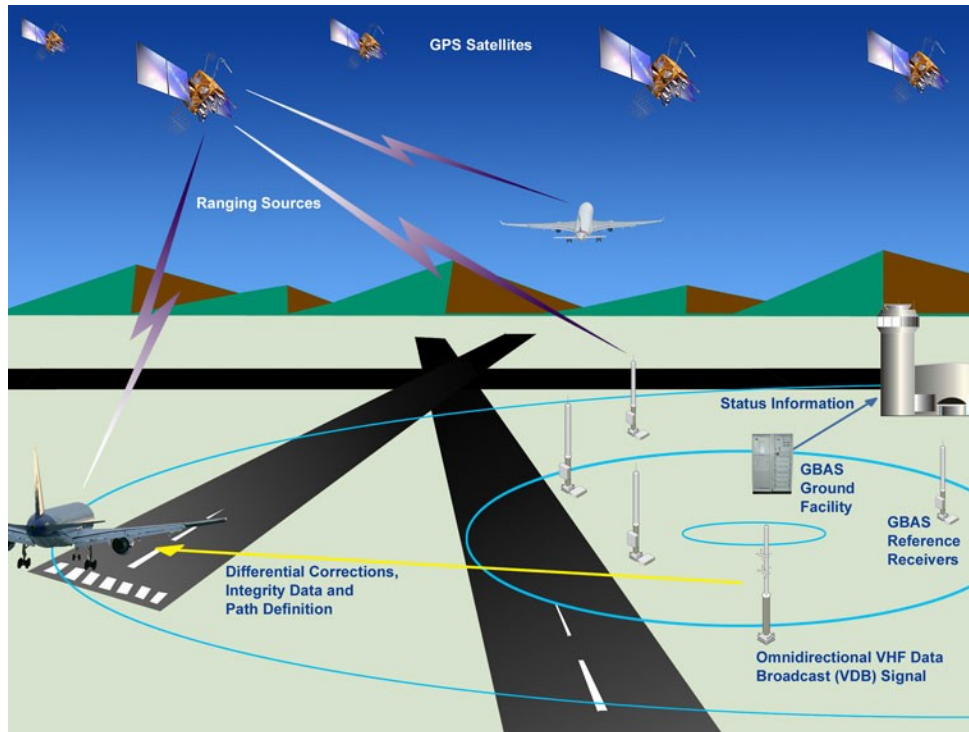 GPS Satellites
Ranging Sources
Status Information
GBAS
Ground
Facility
GBAS
Reference
Receivers
Differential Corrections,
Integrity Data and
Path Definition
Omnidirectional VHF Data
Broadcast (VDB) Signal